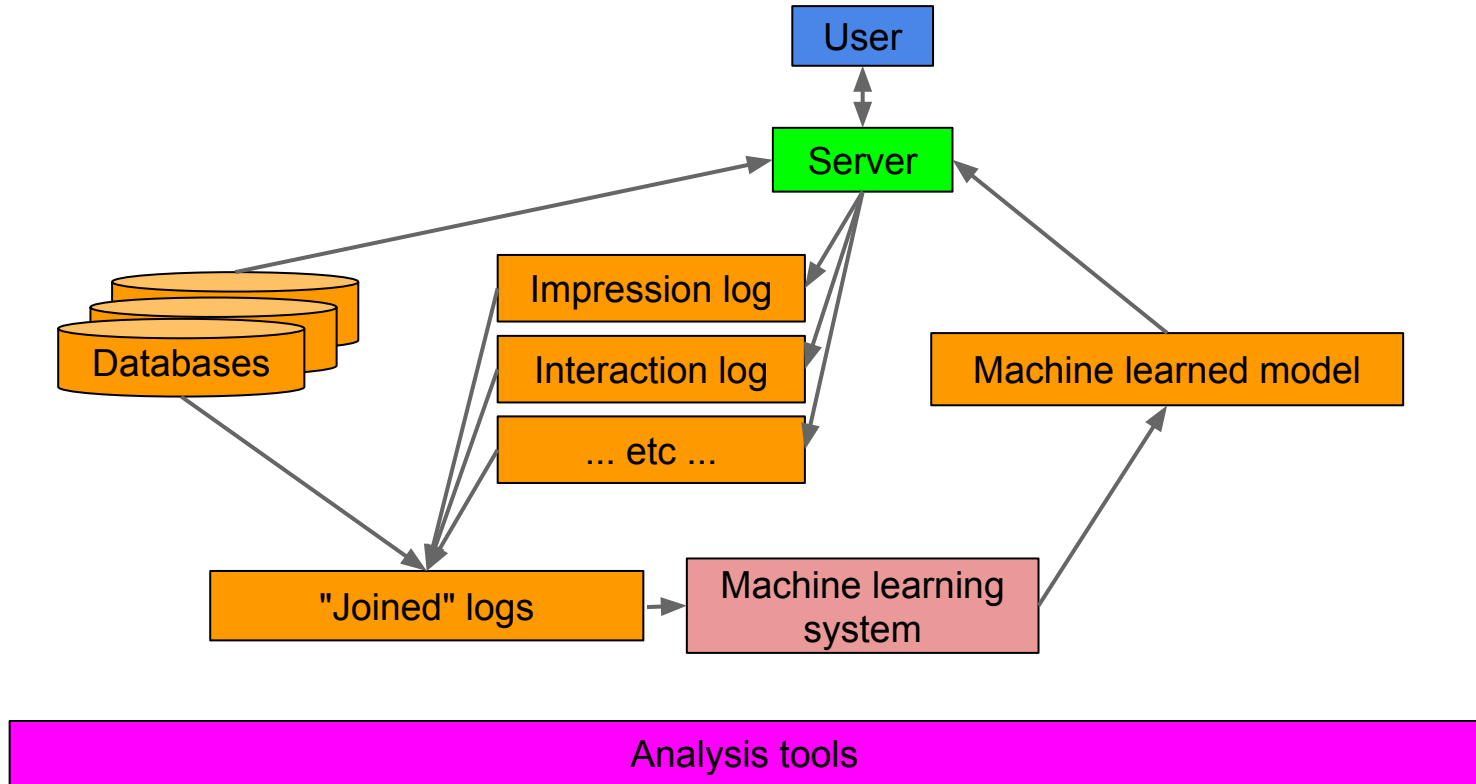 User
Server
Impression log
Databases
Interaction log
Machine learned model
... etc ...
"Joined" logs
Machine learning
system
Analysis tools